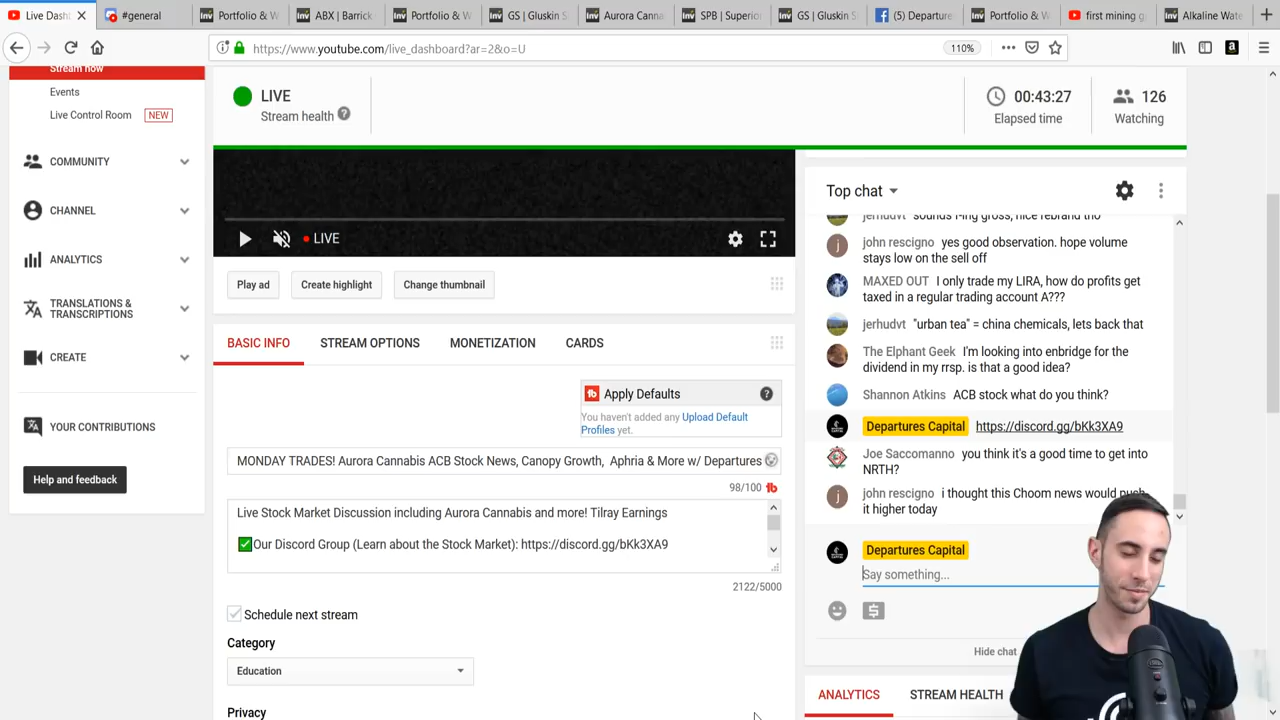 Live Dash
#general
Portfolio & W
ABX | Barrick
Portfolio & W
GS | Gluskin S
Aurora Canna
SPB | Superior
GS | Gluskin S
(5) Departure
Portfolio & W
first mining g
Alkaline Wate
https://www.youtube.com/live_dashboard?ar=2&o=U
110%
Stream now
Events
Live Control Room NEW
COMMUNITY
CHANNEL
ANALYTICS
TRANSLATIONS &
TRANSCRIPTIONS
CREATE
YOUR CONTRIBUTIONS
Help and feedback
LIVE
Stream health
00:43:27
Elapsed time
126
Watching
LIVE
Play ad
Create highlight
Change thumbnail
BASIC INFO
STREAM OPTIONS
MONETIZATION
CARDS
Apply Defaults
You haven't added any Upload Default
Profiles yet.
MONDAY TRADES! Aurora Cannabis ACB Stock News, Canopy Growth, Aphria & More w/ Departures
98/100
Live Stock Market Discussion including Aurora Cannabis and more! Tilray Earnings
Our Discord Group (Learn about the Stock Market): https://discord.gg/bKk3XA9
2122/5000
Schedule next stream
Category
Education
Privacy
Top chat
jerhudvt sounds f-ing gross, nice rebrand tho
john rescigno yes good observation. hope volume
stays low on the sell off
MAXED OUT I only trade my LIRA, how do profits get
taxed in a regular trading account A???
jerhudvt "urban tea" = china chemicals, lets back that
The Elphant Geek I'm looking into enbridge for the
dividend in my rrsp. is that a good idea?
Shannon Atkins ACB stock what do you think?
Departures Capital https://discord.gg/bKk3XA9
Joe Saccomanno you think it's a good time to get into
NRTH?
john rescigno i thought this Choom news would push
it higher today
Departures Capital
Say something...
Hide chat
ANALYTICS
STREAM HEALTH